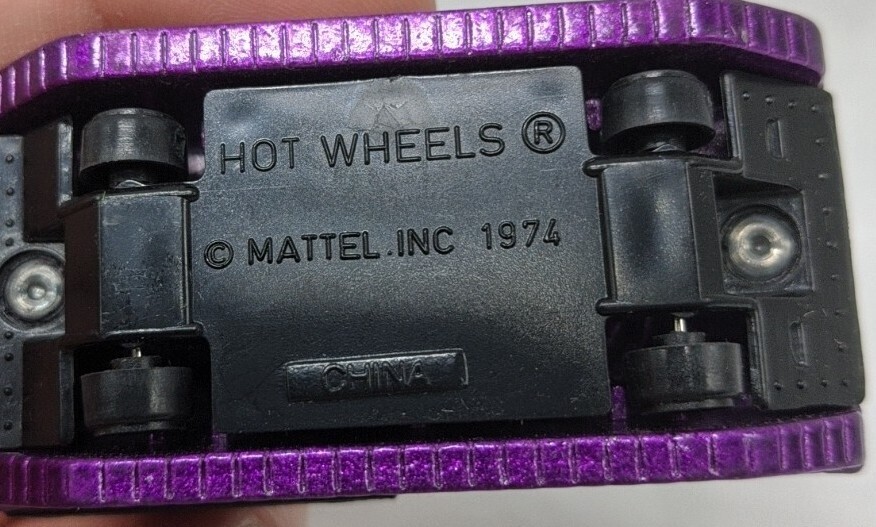 HOT WHEELS ®
© MATTEL.INC 1974
CHINA